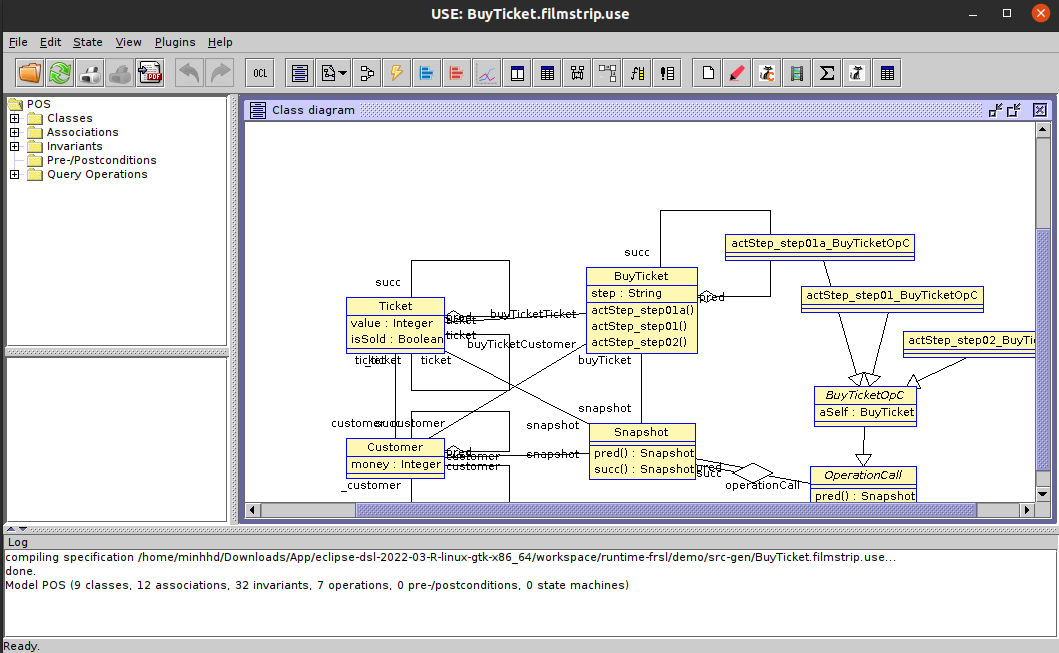 USE: BuyTicket.filmstrip.use
File Edit State View Plugins Help
PDF OCL
POS
Classes
Associations
Invariants
Pre-/Postconditions
Query Operations
Class diagram
actStep_step01a_BuyTicketOpC
succ
BuyTicket
step : String
actStep_step01a()
actStep_step01()
actStep_step02()
pred
actStep_step01_BuyTicketOpC
succ
Ticket
value : Integer
isSold : Boolean
pred
ticket
ticket
buyTicketTicket
buyTicketCustomer
ticket
buyTicket
actStep_step02_BuyTi
BuyTicketOpC
aSelf : BuyTicket
snapshot
customer
customer
snapshot
Snapshot
pred() : Snapshot
succ() : Snapshot
Customer
money : Integer
pred
customer
customer
snapshot
pred
succ
operationCall
OperationCall
pred() : Snapshot
_customer
Log
compiling specification /home/minhhd/Downloads/App/eclipse-dsl-2022-03-R-linux-gtk-x86_64/workspace/runtime-frsl/demo/src-gen/BuyTicket.filmstrip.use...
done.
Model POS (9 classes, 12 associations, 32 invariants, 7 operations, 0 pre-/postconditions, 0 state machines)
Ready.